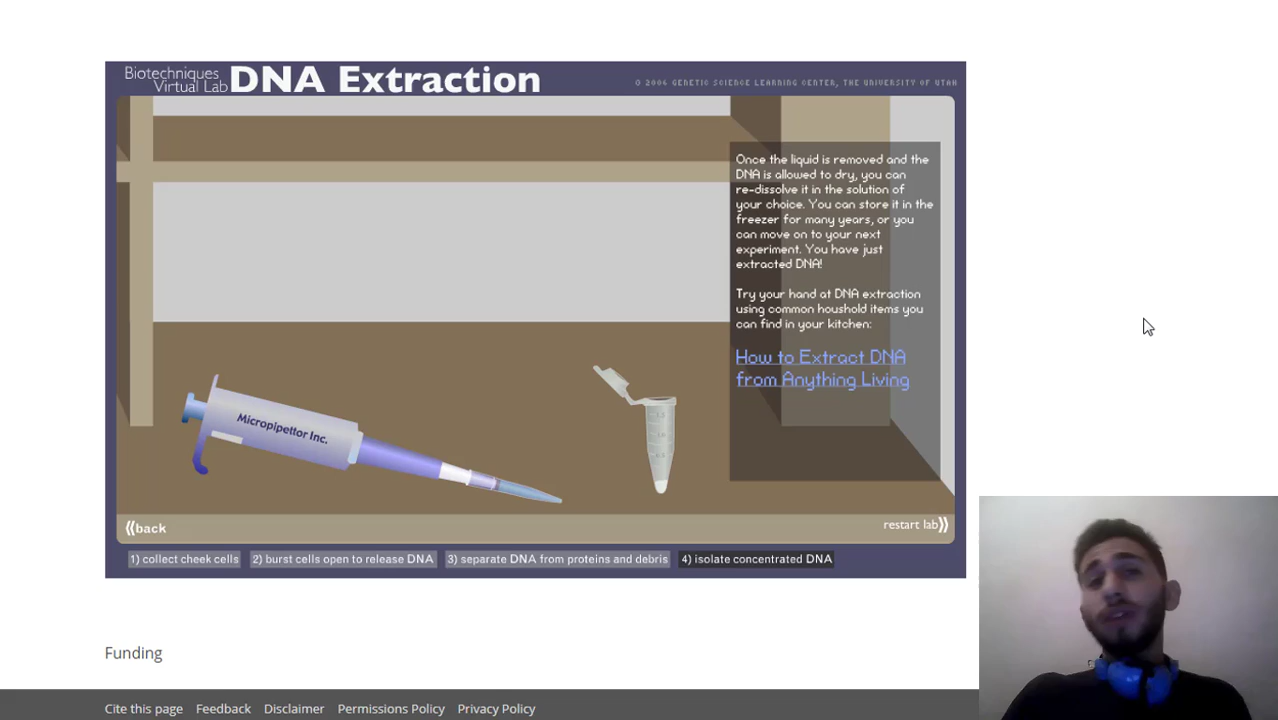 Biotechniques
Virtual Lab
DNA Extraction
© 2006 GENETIC SCIENCE LEARNING CENTER, THE UNIVERSITY OF UTAH
Once the liquid is removed and the
DNA is allowed to dry, you can
re-dissolve it in the solution of
your choice. You can store it in the
freezer for many years, or you
can move on to your next
experiment. You have just
extracted DNA!
Try your hand at DNA extraction
using common houshold items you
can find in your kitchen:
How to Extract DNA
from Anything Living
Micropipettor Inc.
back
restart lab
1) collect cheek cells
2) burst cells open to release DNA
3) separate DNA from proteins and debris
4) isolate concentrated DNA
Funding
Cite this page
Feedback
Disclaimer
Permissions Policy
Privacy Policy